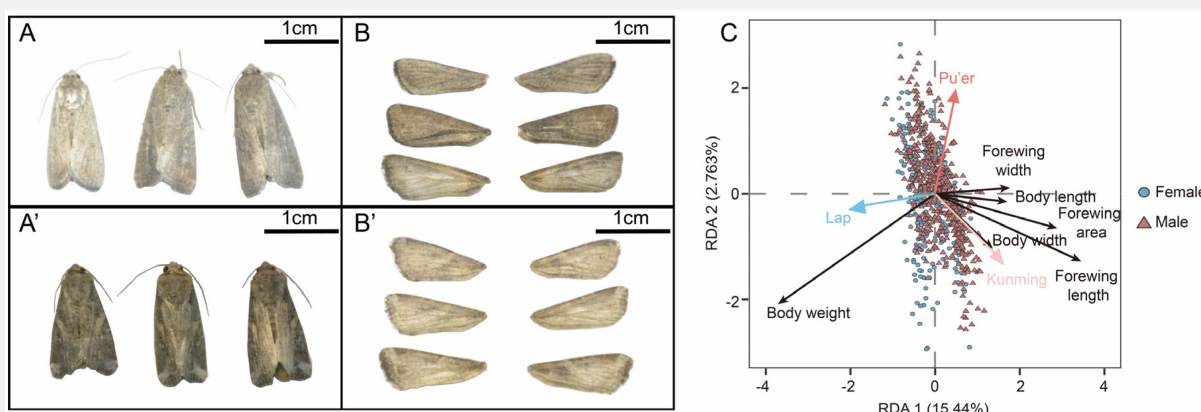 A
1cm
B
1cm
A'
1cm
B'
1cm
C
RDA 2 (2.763%)
2
0
-2
Pu'er
Forewing
width
Body length
Forewing
area
Body width
Forewing
length
Lap
Kunming
Body weight
Female
Male
-4
-2
0
2
4
RDA 1 (15.44%)